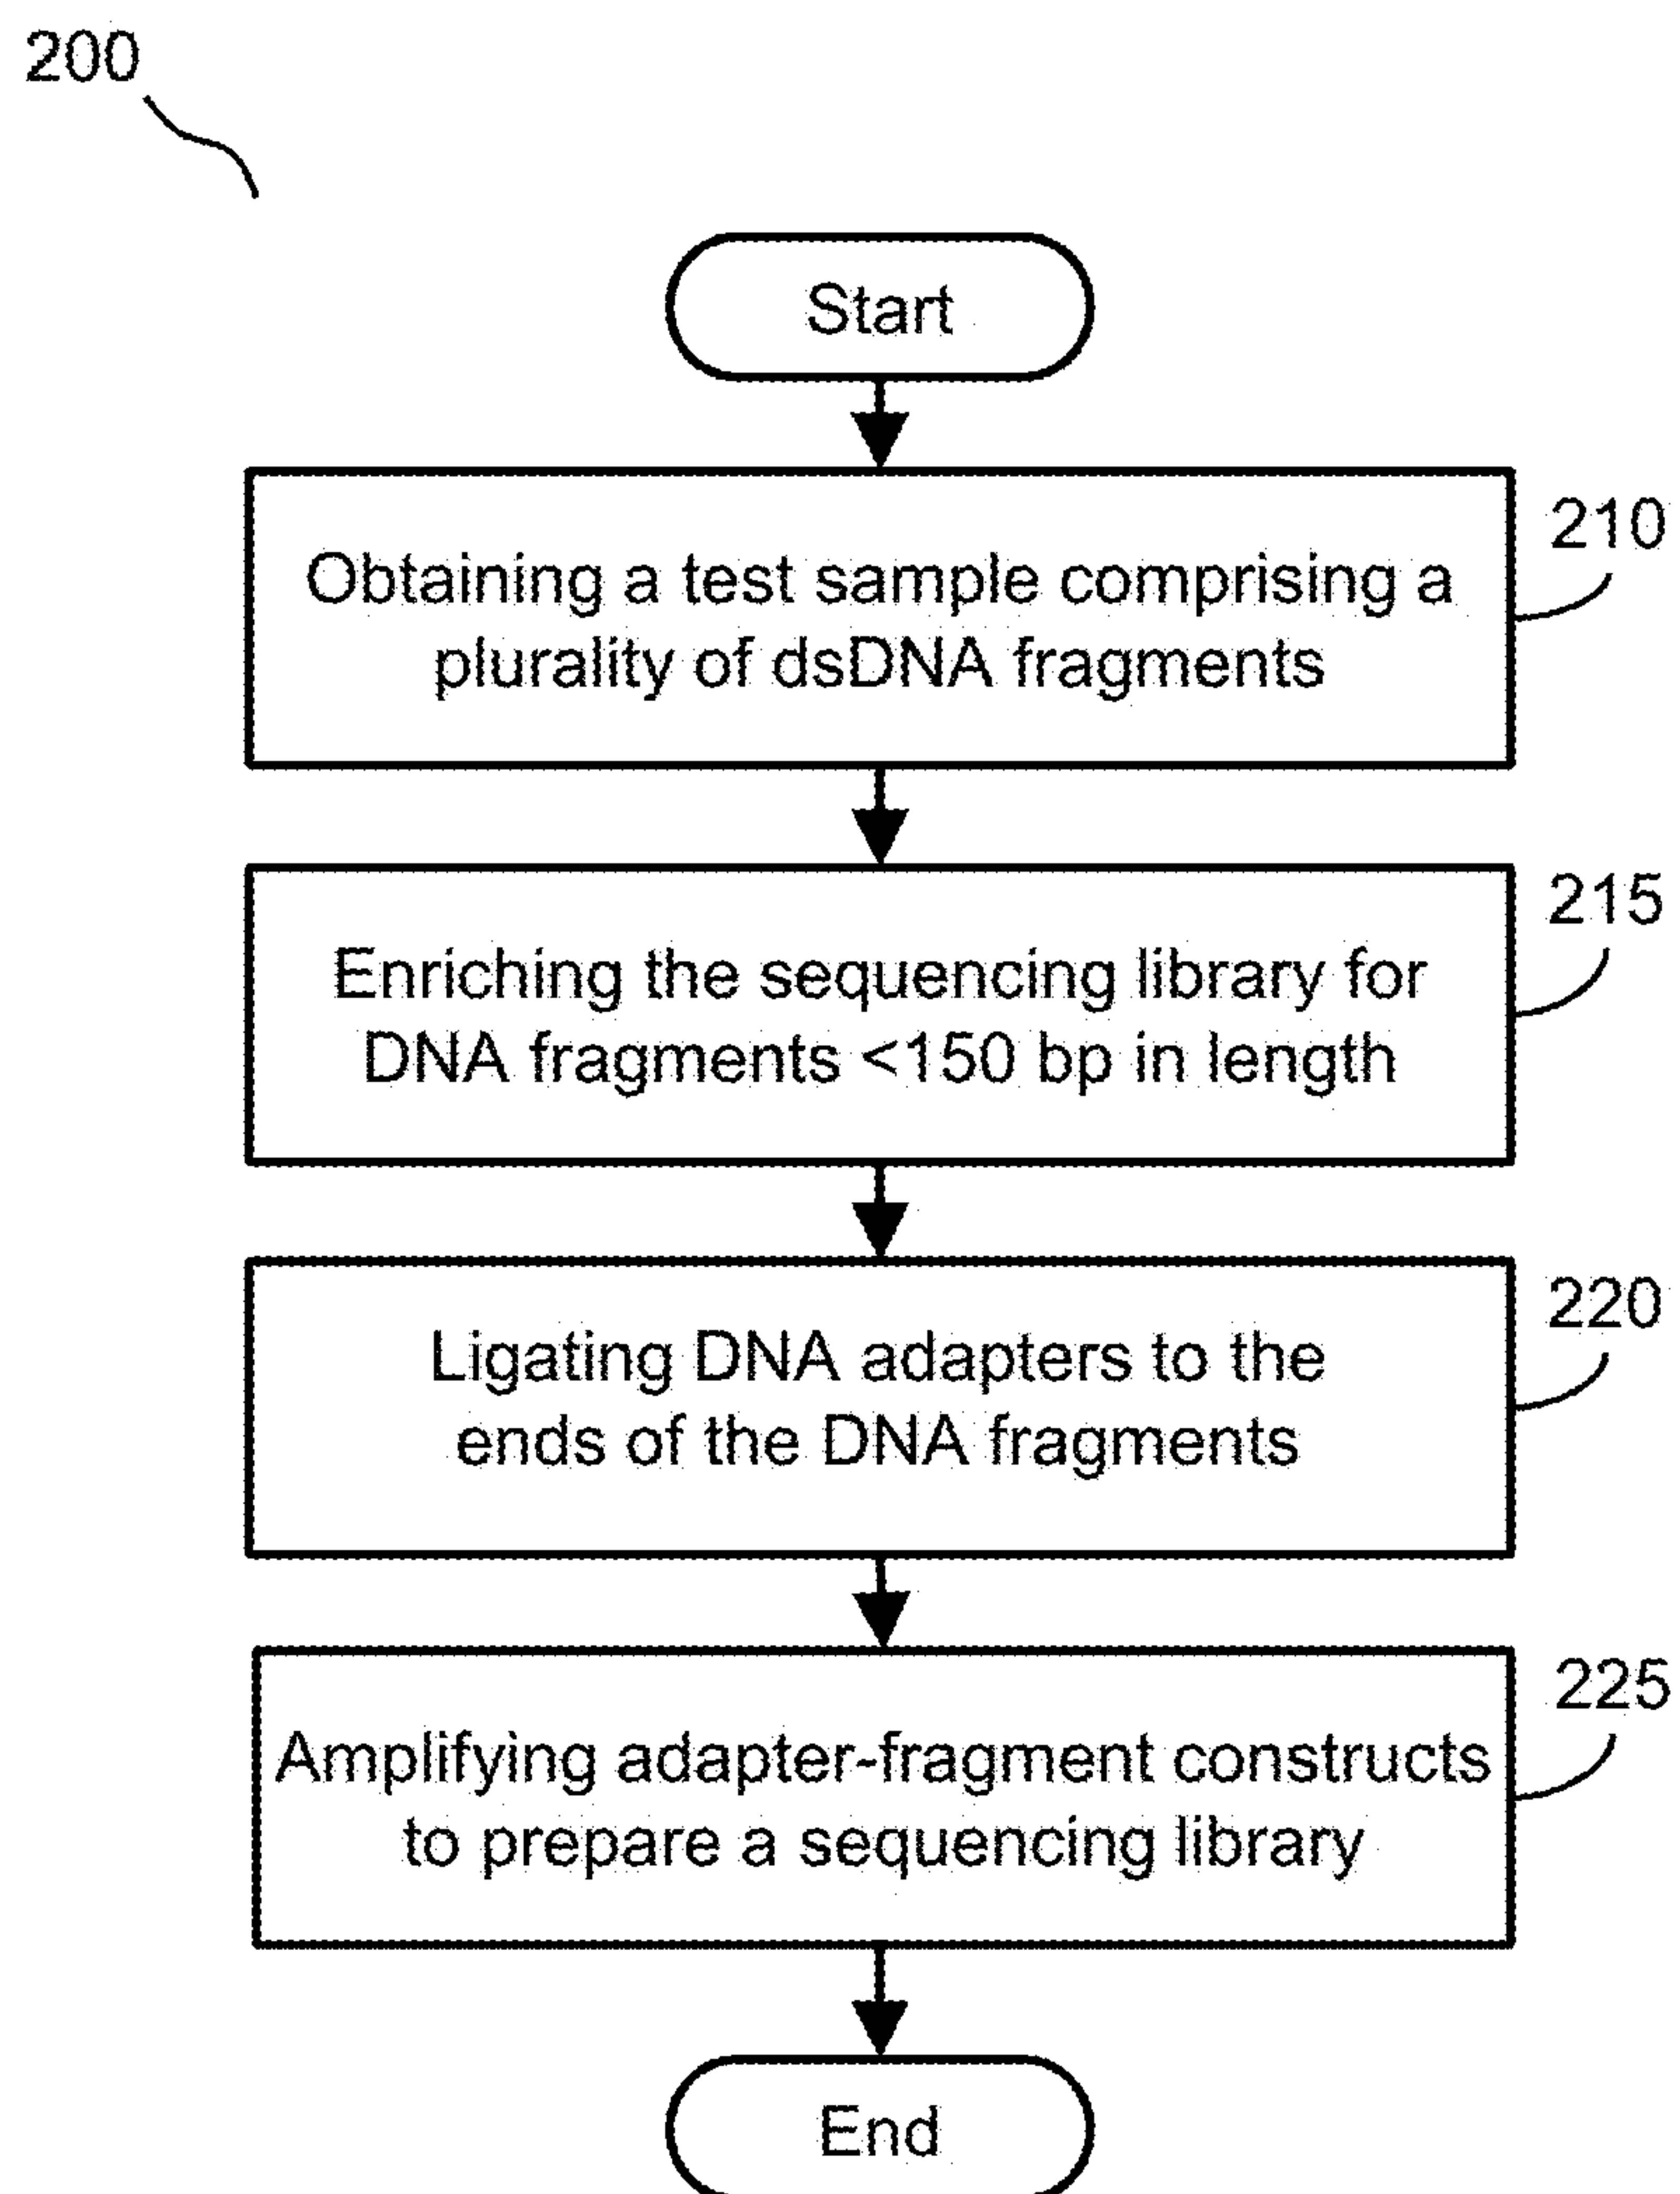 200
Start
210
Obtaining a test sample comprising a
plurality of dsDNA fragments
215
Enriching the sequencing library for
DNA fragments <150 bp in length
220
Ligating DNA adapters to the
ends of the DNA fragments
225
Amplifying adapter-fragment constructs
to prepare a sequencing library
End